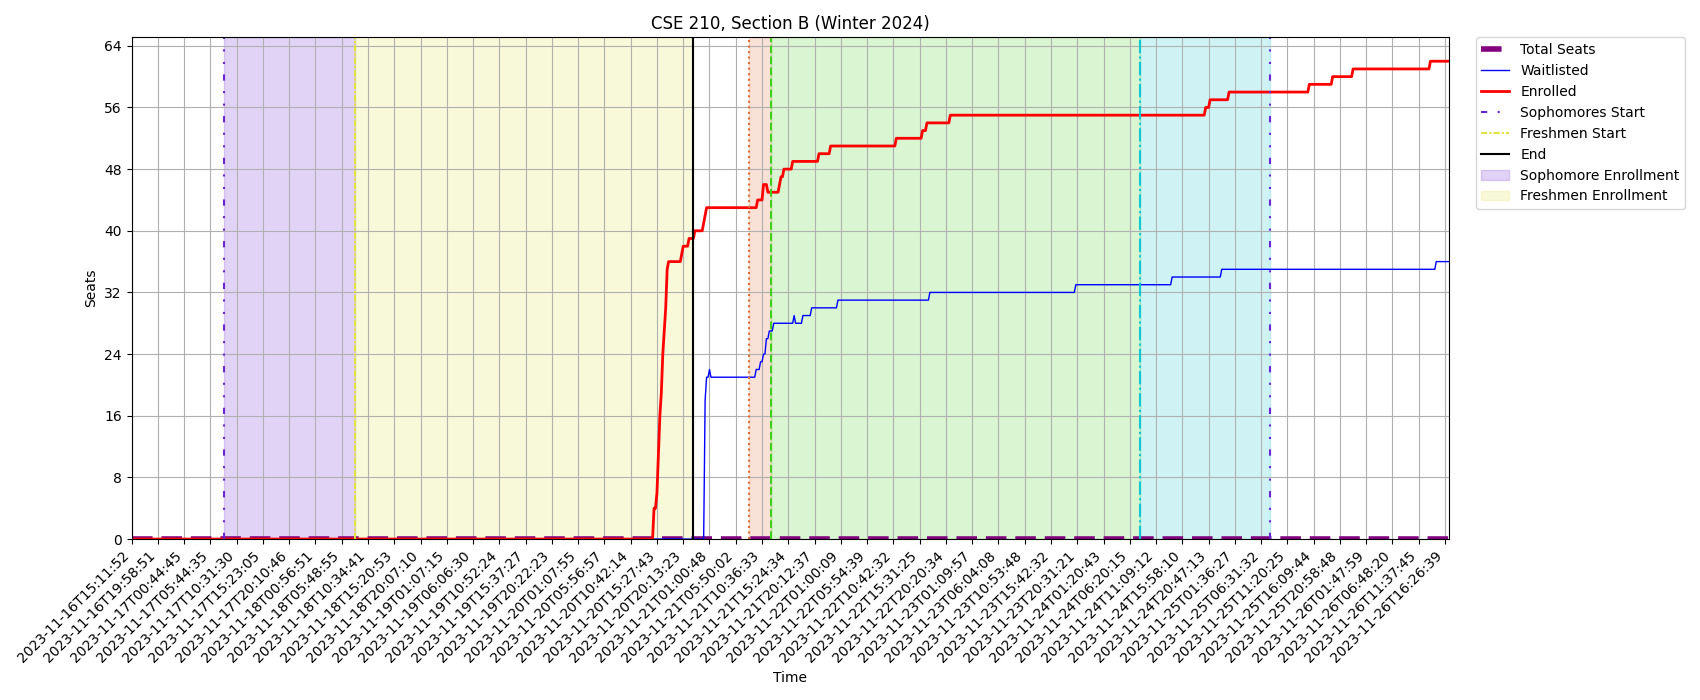 CSE 210, Section B (Winter 2024)
Total Seats
Waitlisted
Enrolled
Sophomores Start
Freshmen Start
End
Sophomore Enrollment
Freshmen Enrollment
Seats
64
56
48
40
32
24
16
8
0
2023-11-16T15:11:52
2023-11-16T19:58:51
2023-11-17T00:44:45
2023-11-17T05:44:35
2023-11-17T10:31:30
2023-11-17T15:23:05
2023-11-17T20:10:46
2023-11-18T00:56:51
2023-11-18T05:48:55
2023-11-18T10:34:41
2023-11-18T15:20:53
2023-11-18T20:07:10
2023-11-19T01:07:15
2023-11-19T06:06:30
2023-11-19T10:52:24
2023-11-19T15:37:27
2023-11-19T20:22:23
2023-11-20T01:07:55
2023-11-20T05:56:57
2023-11-20T10:42:14
2023-11-20T15:27:43
2023-11-20T20:13:23
2023-11-21T01:00:48
2023-11-21T05:50:02
2023-11-21T10:36:33
2023-11-21T15:24:34
2023-11-21T20:12:37
2023-11-22T01:00:09
2023-11-22T05:54:39
2023-11-22T10:42:32
2023-11-22T15:31:25
2023-11-22T20:20:34
2023-11-23T01:09:57
2023-11-23T06:04:08
2023-11-23T10:53:48
2023-11-23T15:42:32
2023-11-23T20:31:21
2023-11-24T01:20:43
2023-11-24T06:20:15
2023-11-24T11:09:12
2023-11-24T15:58:10
2023-11-24T20:47:13
2023-11-25T01:36:27
2023-11-25T06:31:32
2023-11-25T11:20:25
2023-11-25T16:09:44
2023-11-25T20:58:48
2023-11-26T01:47:59
2023-11-26T06:48:20
2023-11-26T11:37:45
2023-11-26T16:26:39
Time